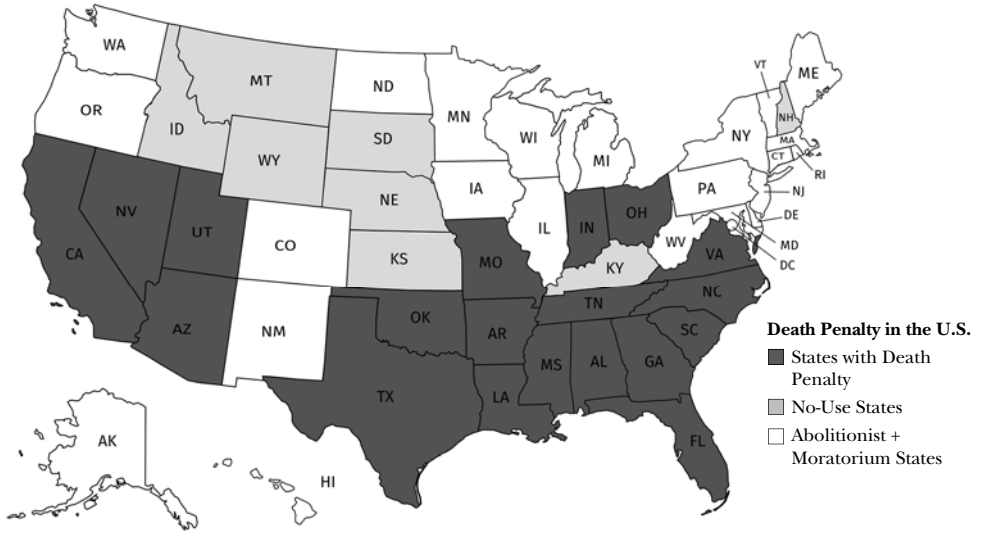 WA
OR
ID
MT
WY
ND
SD
NE
KS
MN
IA
WI
IL
MI
IN
OH
KY
PA
NY
VT
NH
ME
MA
CT
RI
NJ
DE
MD
DC
WV
VA
NC
SC
TN
GA
AL
MS
FL
LA
AR
MO
OK
TX
NM
CO
UT
AZ
NV
CA
AK
HI
Death Penalty in the U.S.
States with Death
Penalty
No-Use States
Abolitionist +
Moratorium States